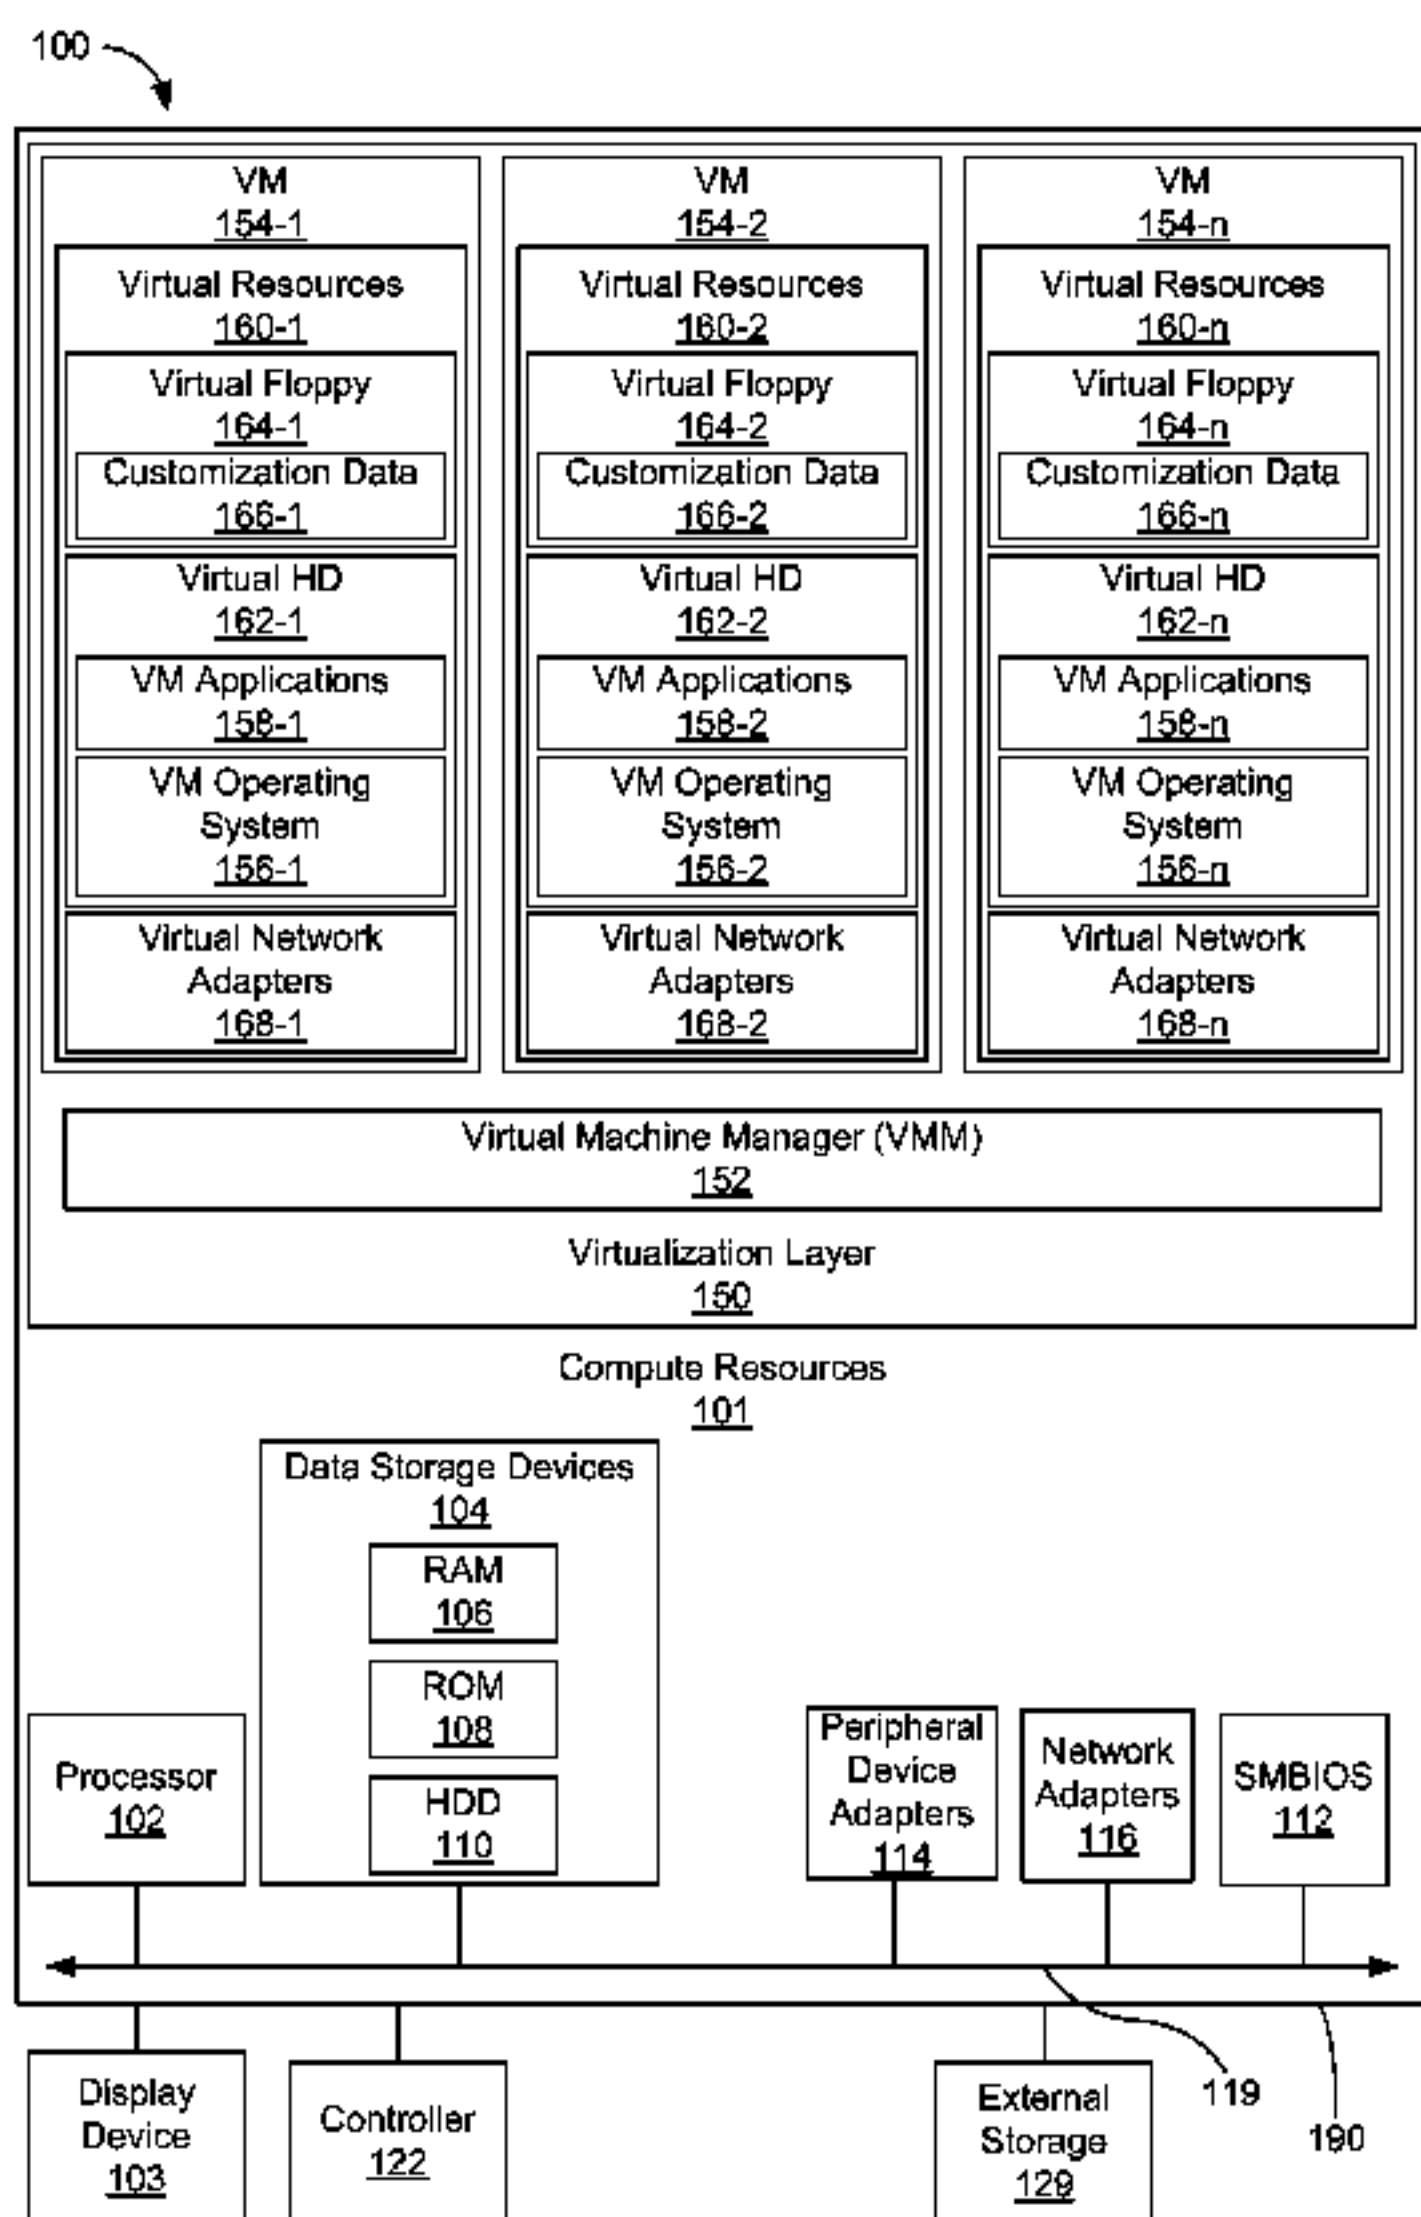 100
VM
154-1
Virtual Resources
160-1
Virtual Floppy
164-1
Customization Data
166-1
Virtual HD
162-1
VM Applications
158-1
VM Operating
System
156-1
Virtual Network
Adapters
168-1
VM
154-2
Virtual Resources
160-2
Virtual Floppy
164-2
Customization Data
166-2
Virtual HD
162-2
VM Applications
158-2
VM Operating
System
156-2
Virtual Network
Adapters
168-2
VM
154-n
Virtual Resources
160-n
Virtual Floppy
164-n
Customization Data
166-n
Virtual HD
162-n
VM Applications
158-n
VM Operating
System
156-n
Virtual Network
Adapters
168-n
Virtual Machine Manager (VMM)
152
Virtualization Layer
150
Compute Resources
101
Processor
102
Data Storage Devices
104
RAM
106
ROM
108
HDD
110
Peripheral
Device
Adapters
114
Network
Adapters
116
SMBIOS
112
Display
Device
103
Controller
122
External
Storage
129
119
190